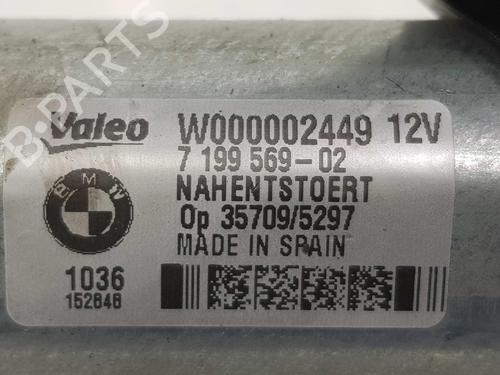 Valeo W000002449 12V
7 199 569-02
BMW NAHENTSTOERT
Op 35709/5297
MADE IN SPAIN
1036
152848
B-PARTS